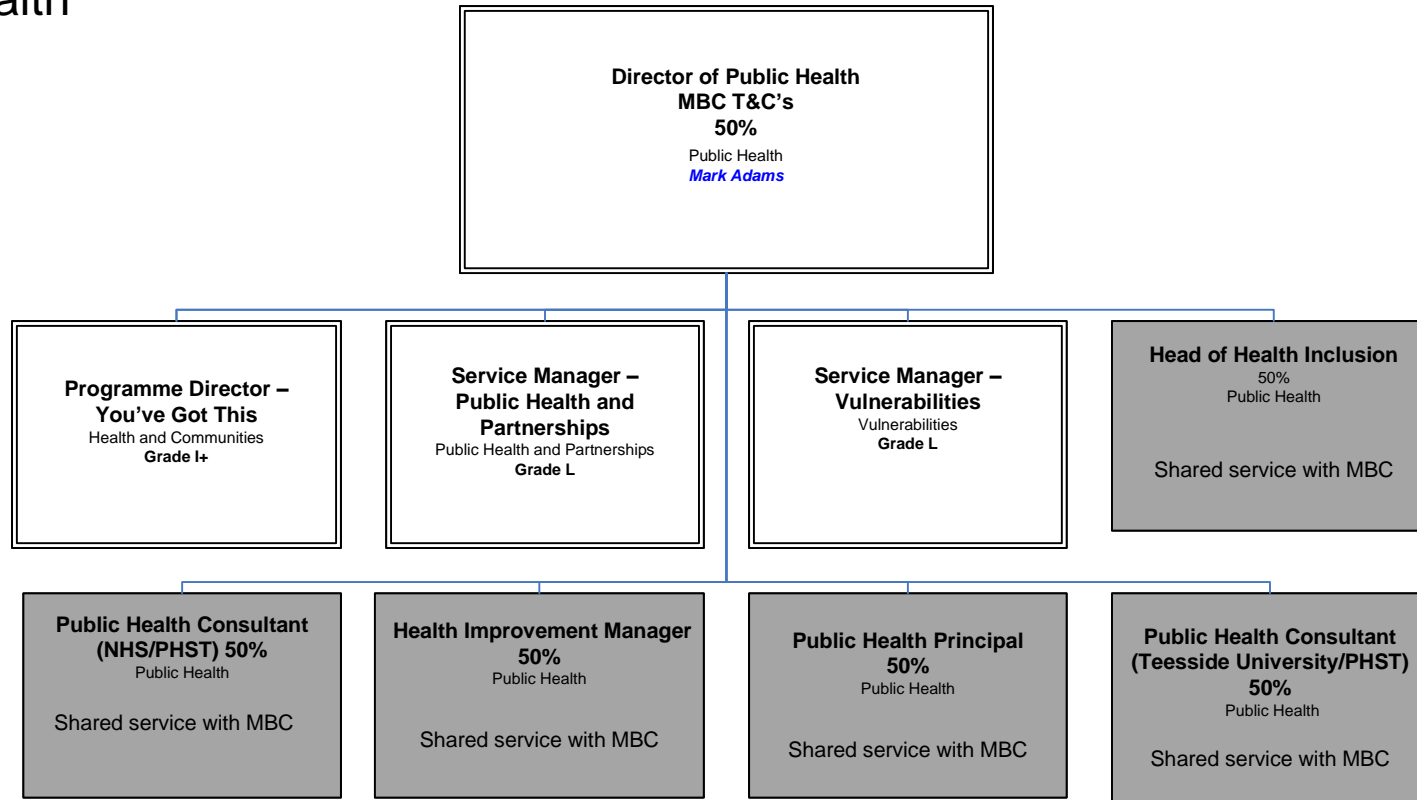 Director of Public Health
MBC T&C's
50%
Public Health
Mark Adams
Programme Director –
You've Got This
Health and Communities
Grade I+
Service Manager –
Public Health and
Partnerships
Public Health and Partnerships
Grade L
Service Manager –
Vulnerabilities
Vulnerabilities
Grade L
Head of Health Inclusion
50%
Public Health
Shared service with MBC
Public Health Consultant
(NHS/PHST) 50%
Public Health
Shared service with MBC
Health Improvement Manager
50%
Public Health
Shared service with MBC
Public Health Principal
50%
Public Health
Shared service with MBC
Public Health Consultant
(Teesside University/PHST)
50%
Public Health
Shared service with MBC